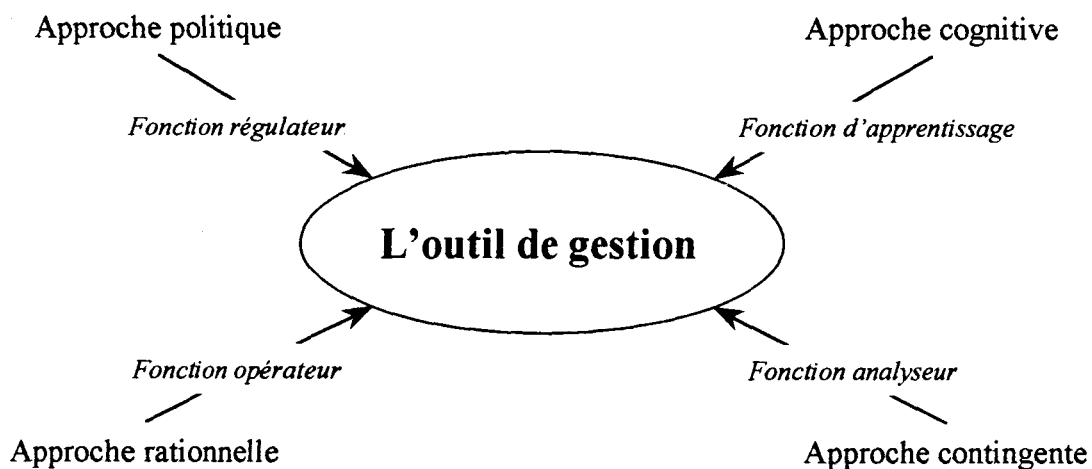 Approche politique
Approche cognitive
Fonction régulateur
Fonction d'apprentissage
L'outil de gestion
Fonction opérateur
Fonction analyseur
Approche rationnelle
Approche contingente